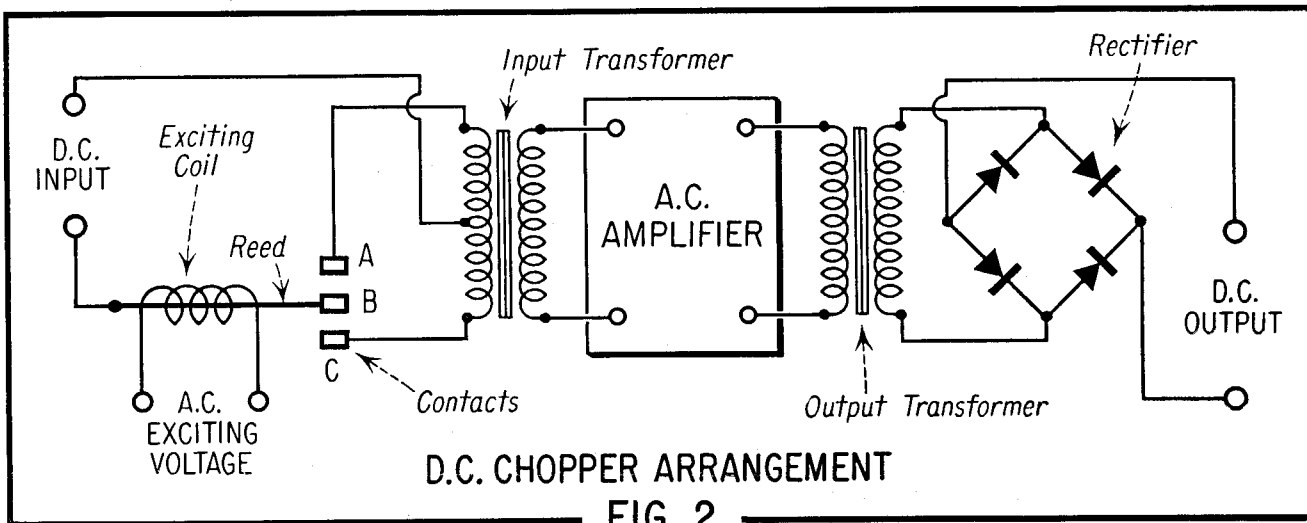 Input Transformer
Rectifier
Exciting
Coil
D.C.
INPUT
Reed
A
B
C
A.C.
AMPLIFIER
D.C.
OUTPUT
Contacts
Output Transformer
A.C.
EXCITING
VOLTAGE
D.C. CHOPPER ARRANGEMENT
FIG. 2